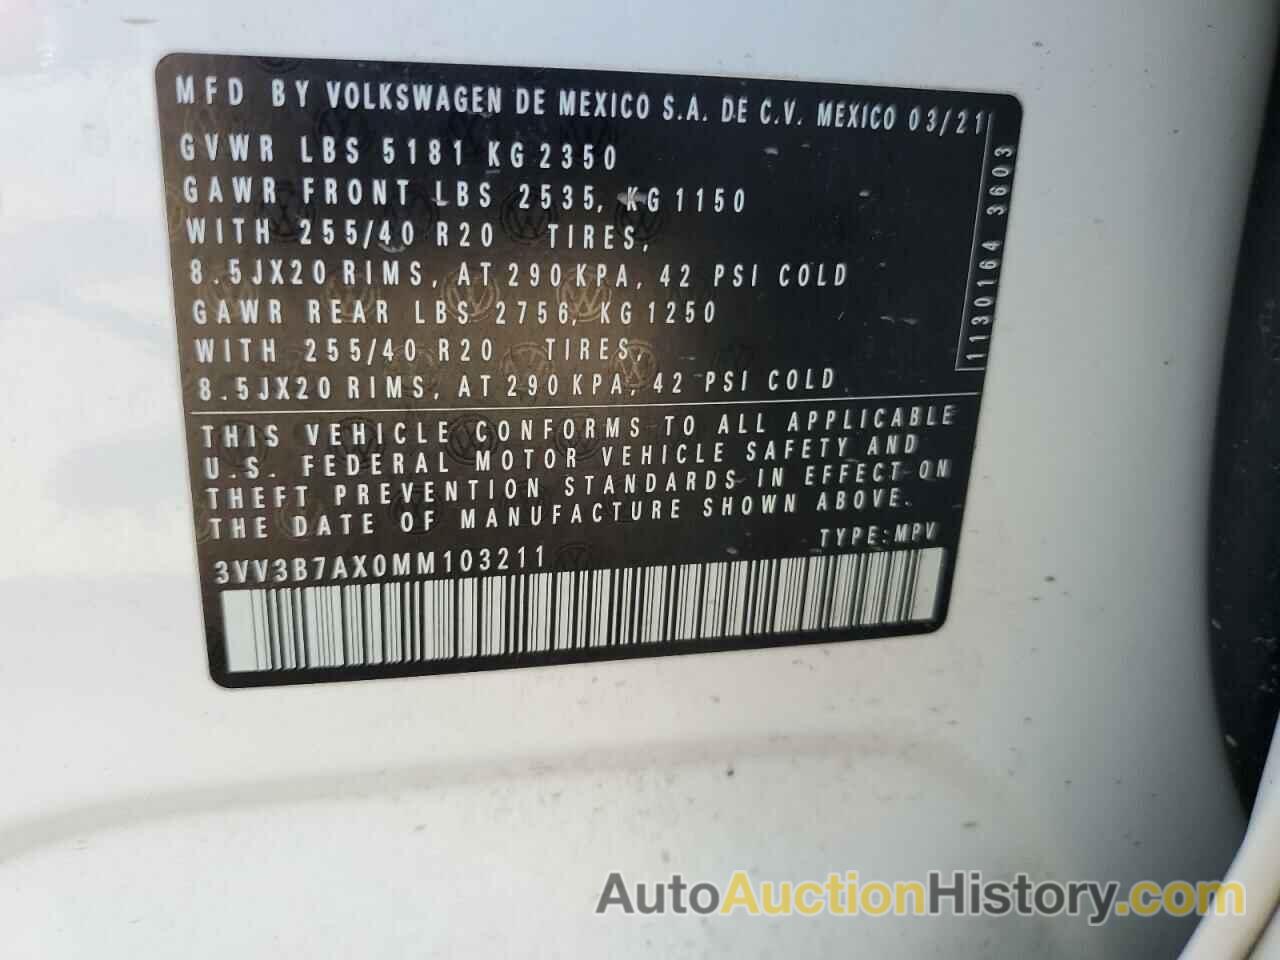 MFD BY VOLKSWAGEN DE MEXICO S.A. DE C.V. MEXICO 03/21
GVWR LBS 5181 KG 2350
GAWR FRONT LBS 2535, KG 1150
WITH 255/40 R20 TIRES,
8.5JX20 RIMS, AT 290 KPA, 42 PSI COLD
GAWR REAR LBS 2756, KG 1250
WITH 255/40 R20 TIRES,
8.5JX20 RIMS, AT 290 KPA, 42 PSI COLD
1130164 3603
THIS VEHICLE CONFORMS TO ALL APPLICABLE
U.S. FEDERAL MOTOR VEHICLE SAFETY AND
THEFT PREVENTION STANDARDS IN EFFECT ON
THE DATE OF MANUFACTURE SHOWN ABOVE.
3VV3B7AX0MM103211 TYPE: MPV
AutoAuctionHistory.com